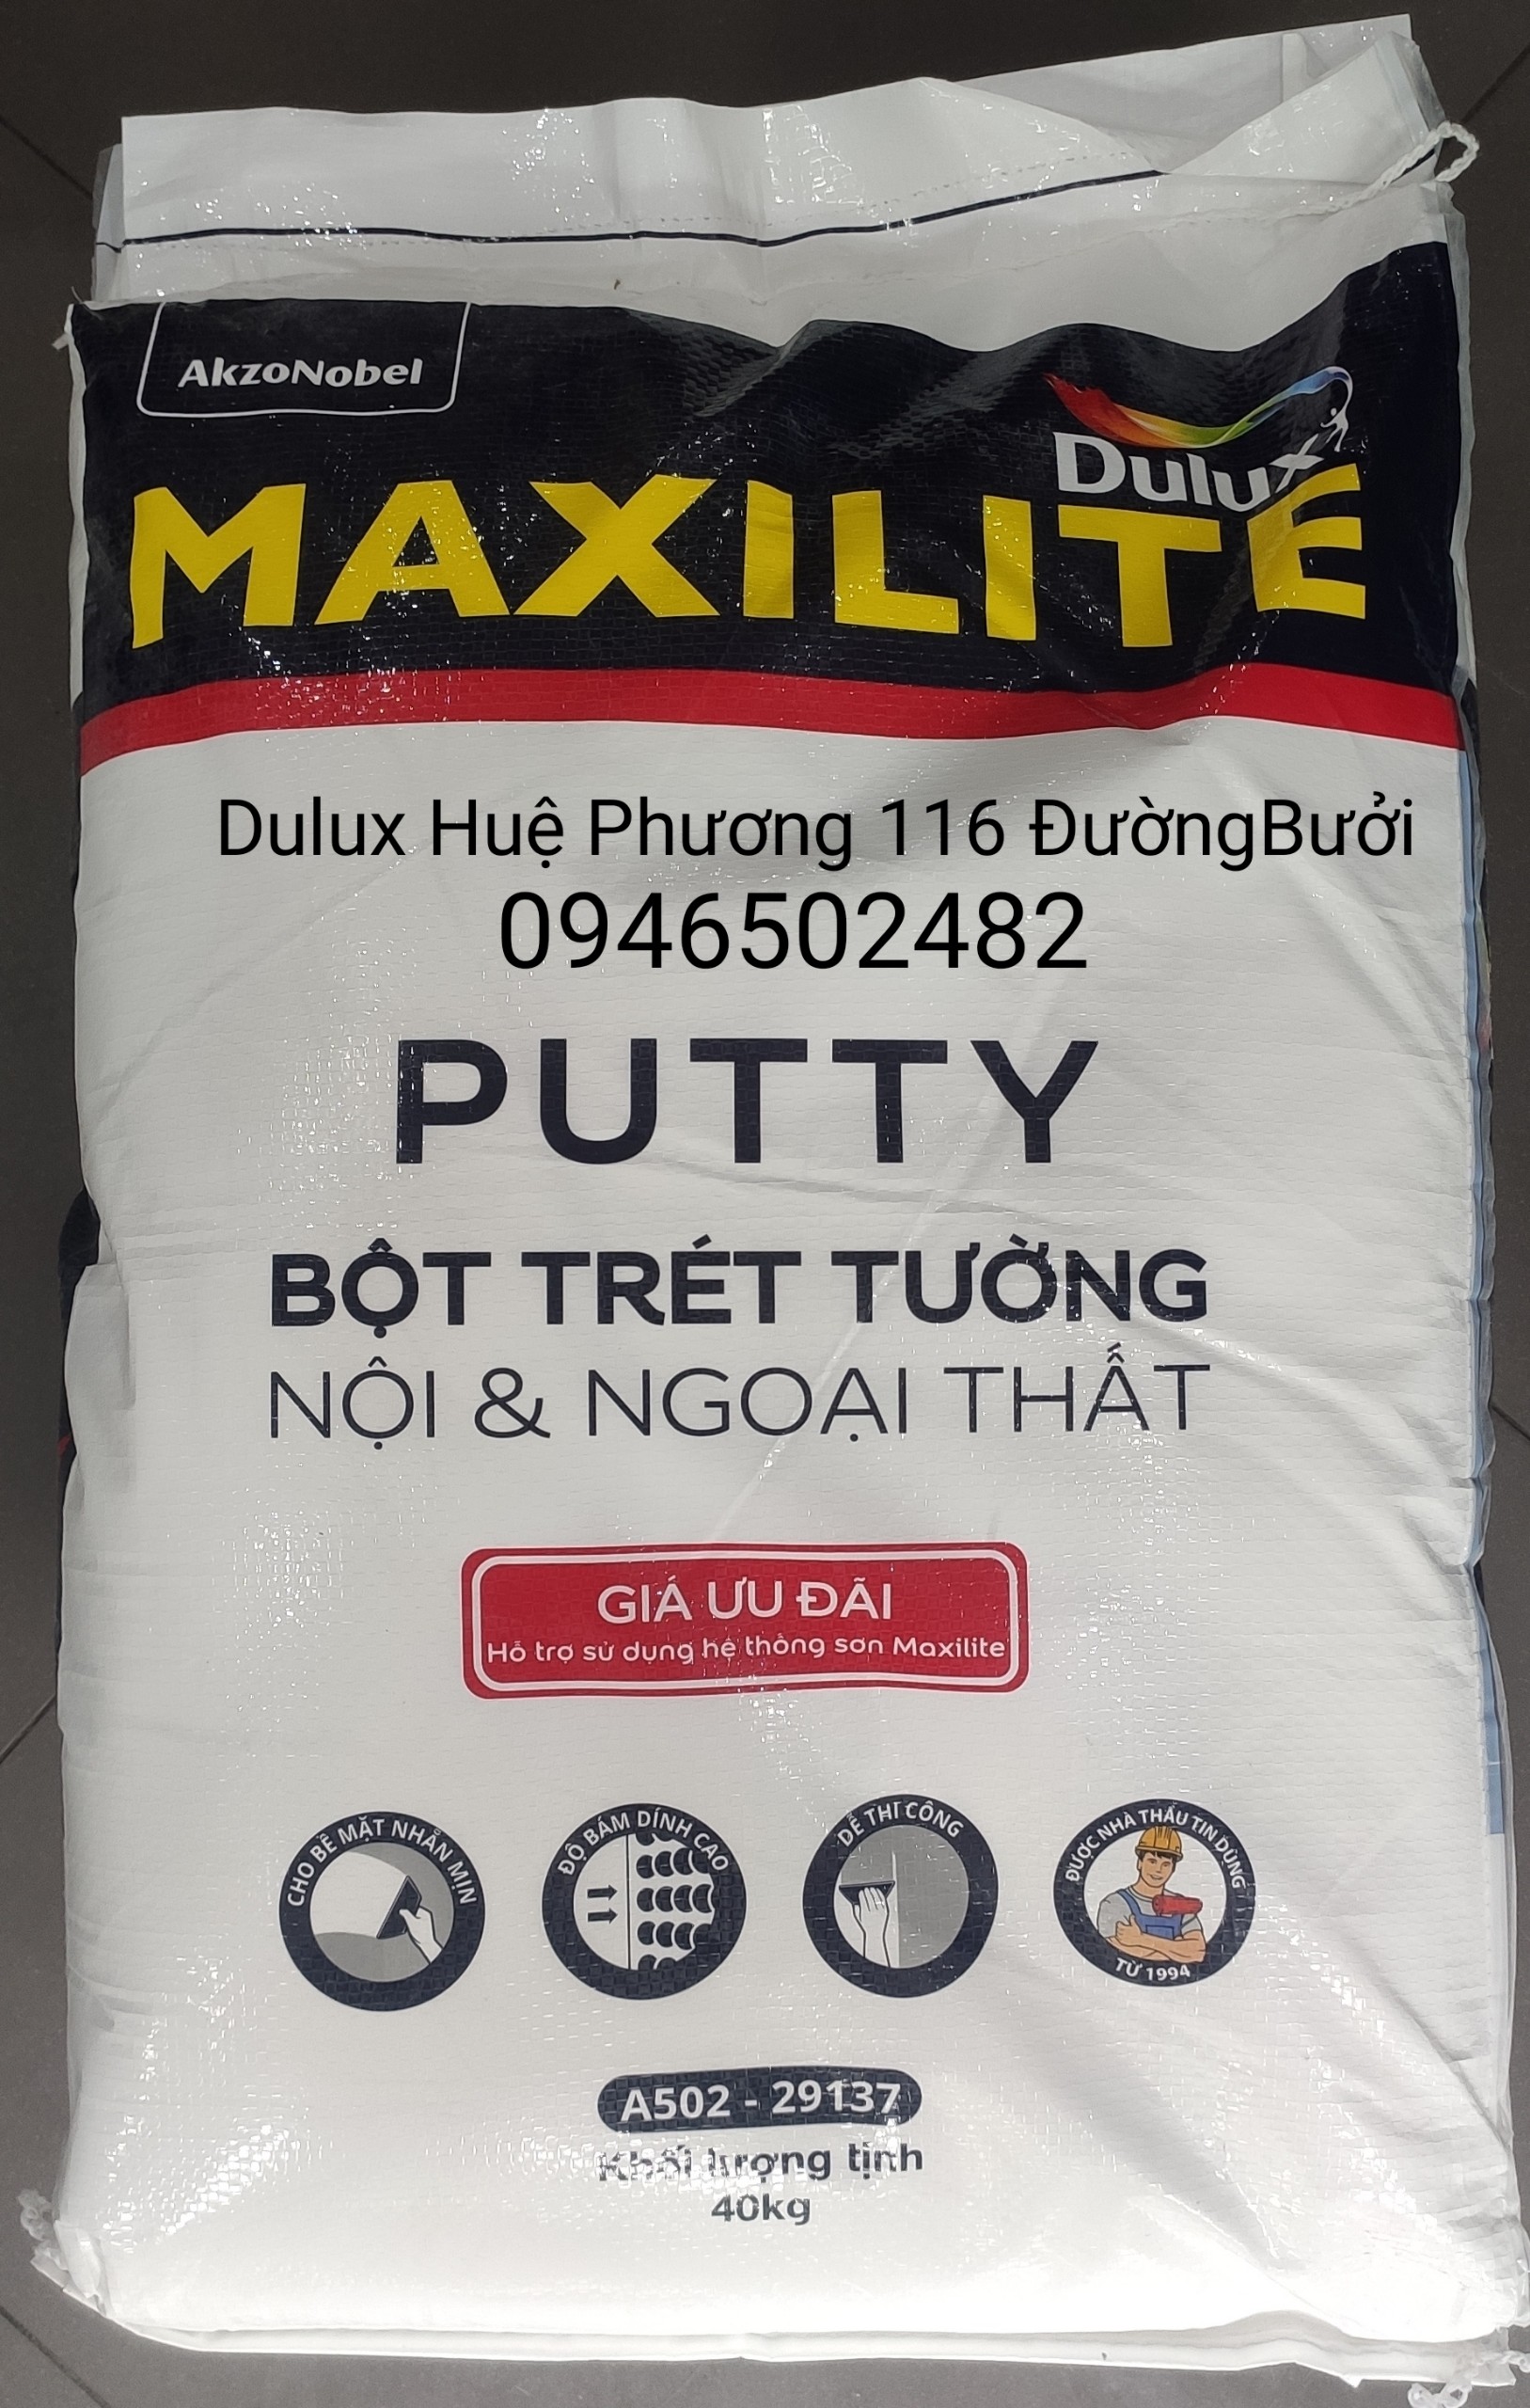 AkzoNobel
Dulux
MAXILITE
Dulux Huệ Phương 116 ĐườngBưởi
0946502482
PUTTY
BỘT TRÉT TƯỜNG
NỘI & NGOẠI THẤT
GIÁ ƯU ĐÃI
Hỗ trợ sử dụng hệ thống sơn Maxilite
CHO BỀ MẶT NHẴN MỊN
ĐỘ BÁM DÍNH CAO
DỄ THI CÔNG
ĐƯỢC NHÀ THẦU TIN DÙNG
TỪ 1994
A502 - 29137
Khối lượng tịnh
40kg